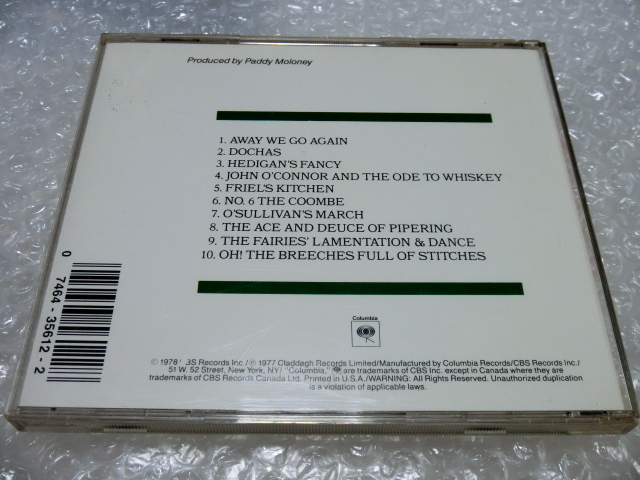 Produced by Paddy Moloney
1. AWAY WE GO AGAIN
2. DOCHAS
3. HEDIGAN'S FANCY
4. JOHN O'CONNOR AND THE ODE TO WHISKEY
5. FRIEL'S KITCHEN
6. NO. 6 THE COOMBE
7. O'SULLIVAN'S MARCH
8. THE ACE AND DEUCE OF PIPERING
9. THE FAIRIES' LAMENTATION & DANCE
10. OH! THE BREECHES FULL OF STITCHES
0 7464-35612-2
Columbia
© 1978 3S Records Inc./℗ 1977 Claddagh Records Limited/Manufactured by Columbia Records/CBS Records Inc./
51 W. 52 Street, New York, NY/ "Columbia," are trademarks of CBS Inc. except in Canada where they are
trademarks of CBS Records Canada Ltd. Printed in U.S.A./WARNING: All Rights Reserved. Unauthorized duplication
is a violation of applicable laws.